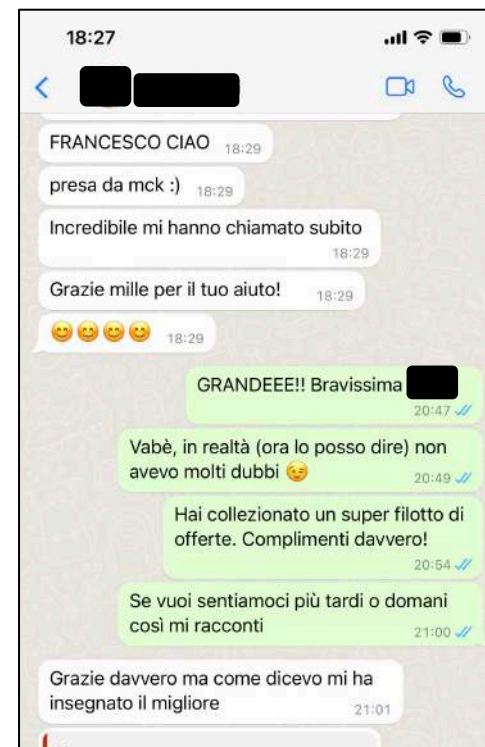 18:27
FRANCESCO CIAO 18:29
presa da mck :) 18:29
Incredibile mi hanno chiamato subito
18:29
Grazie mille per il tuo aiuto! 18:29
😊😊😊😊 18:29
GRANDEEE!! Bravissima
20:47
Vabè, in realtà (ora lo posso dire) non
avevo molti dubbi 😉 20:49
Hai collezionato un super filotto di
offerte. Complimenti davvero!
20:54
Se vuoi sentiamoci più tardi o domani
così mi racconti 21:00
Grazie davvero ma come dicevo mi ha
insegnato il migliore 21:01